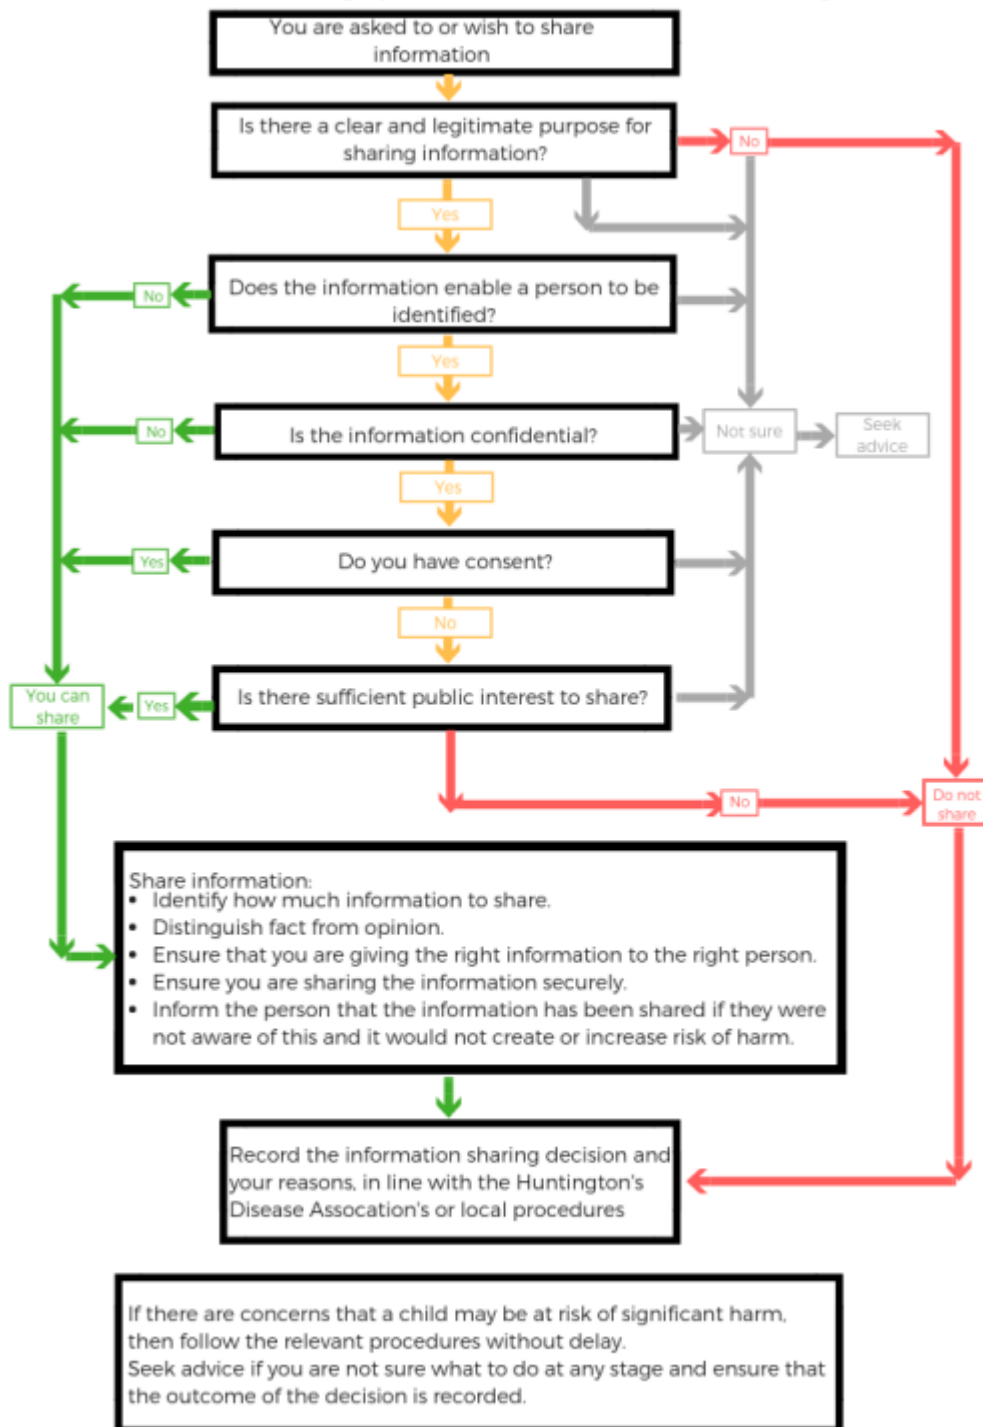 You are asked to or wish to share
information
Is there a clear and legitimate purpose for
sharing information?
No
Yes
Does the information enable a person to be
identified?
No
Yes
Is the information confidential?
No
Not sure
Seek
advice
Yes
Do you have consent?
Yes
No
Is there sufficient public interest to share?
You can
share
Yes
No
Do not
share
Share information:
• Identify how much information to share.
• Distinguish fact from opinion.
• Ensure that you are giving the right information to the right person.
• Ensure you are sharing the information securely.
• Inform the person that the information has been shared if they were
not aware of this and it would not create or increase risk of harm.
Record the information sharing decision and
your reasons, in line with the Huntington's
Disease Assocation's or local procedures
If there are concerns that a child may be at risk of significant harm,
then follow the relevant procedures without delay.
Seek advice if you are not sure what to do at any stage and ensure that
the outcome of the decision is recorded.